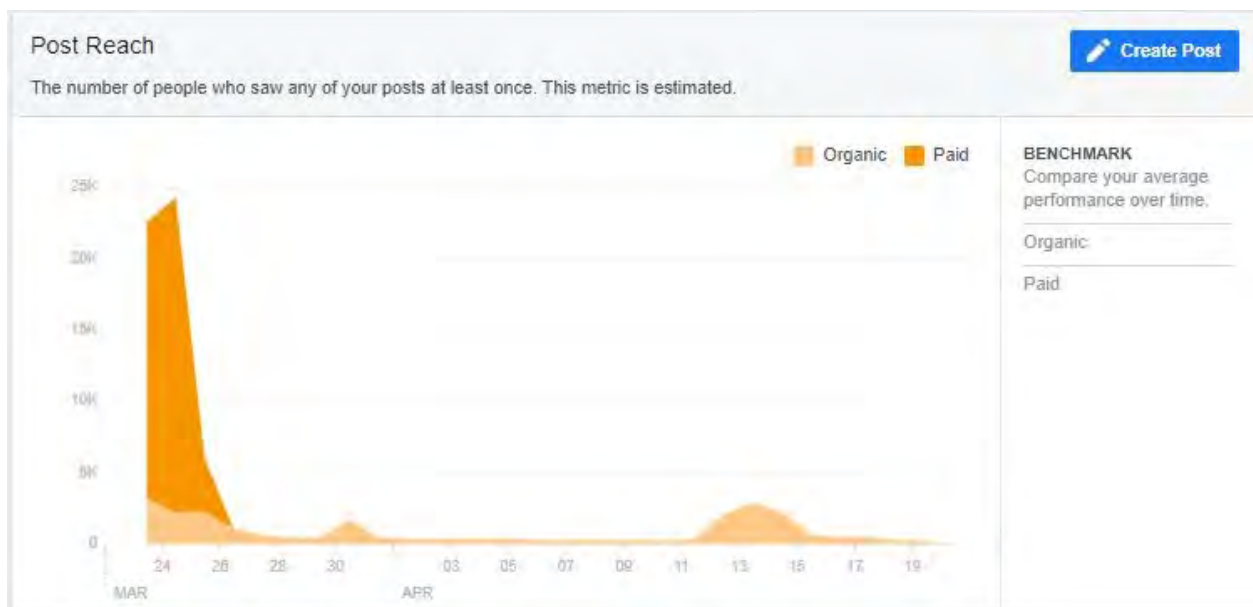 Post Reach
Create Post
The number of people who saw any of your posts at least once. This metric is estimated.
Organic Paid
BENCHMARK
Compare your average
performance over time.
Organic
Paid
25K
20K
15K
10K
5K
0
24 26 28 30 03 05 07 09 11 13 15 17 19
MAR APR